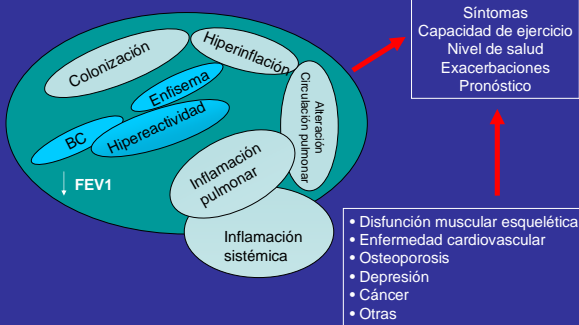 Colonización
Hiperinflación
Enfisema
BC
Hipereactividad
Alteración
Circulación pulmonar
↓ FEV1
Inflamación
pulmonar
Inflamación
sistémica
Síntomas
Capacidad de ejercicio
Nivel de salud
Exacerbaciones
Pronóstico
• Disfunción muscular esquelética
• Enfermedad cardiovascular
• Osteoporosis
• Depresión
• Cáncer
• Otras